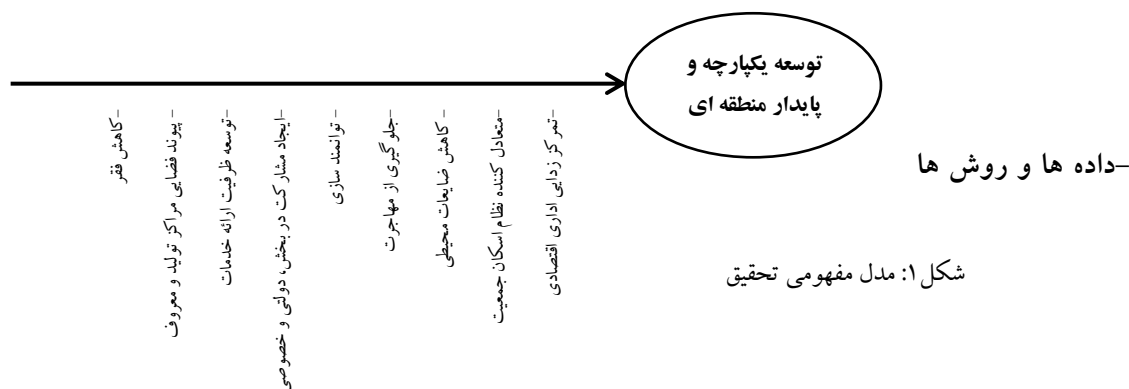 توسعه یکپارچه و
پایدار منطقه ای
-تمرکز زدایی اداری اقتصادی
-متعادل کننده نظام اسکان جمعیت
- کاهش ضایعات محیطی
-جلوگیری از مهاجرت
- توانمند سازی
-ایجاد مشارکت در بخش، دولتی و خصوصی
-توسعه ظرفیت ارائه خدمات
- پیوند فضایی مراکز تولید و معروف
-کاهش فقر
-داده ها و روش ها
شکل۱: مدل مفهومی تحقیق